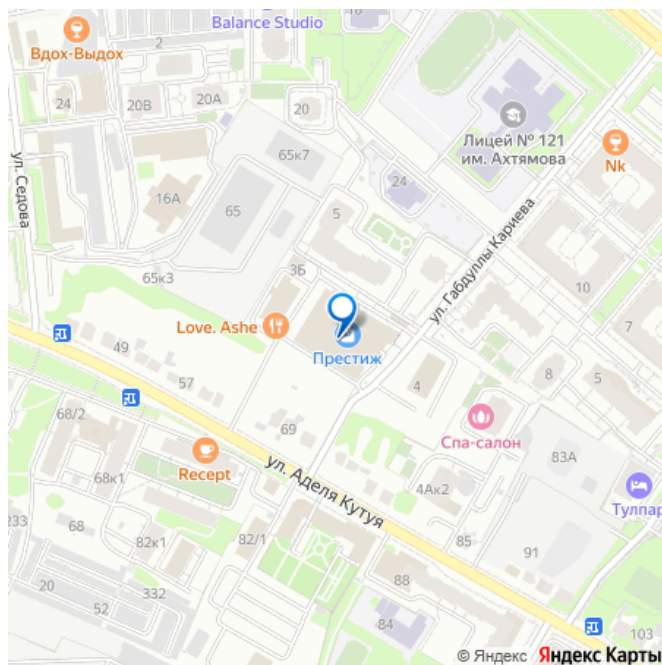 Balance Studio
2
Вдох-Выдох
24
20В
20А
20
ул. Седова
65к7
Лицей № 121
им. Ахтямова
Nk
16А
65
5
24
ул. Габдуллы Кариева
65к3
3Б
10
Love. Ashe
Престиж
7
49
57
4
8
5
68/2
69
Спа-салон
83А
Recept
ул. Аделя Кутуя
68к1
4Ак2
Тулпар
233
68
82к1
82/1
85
91
20
332
52
88
84
103
© Яндекс Яндекс Карты